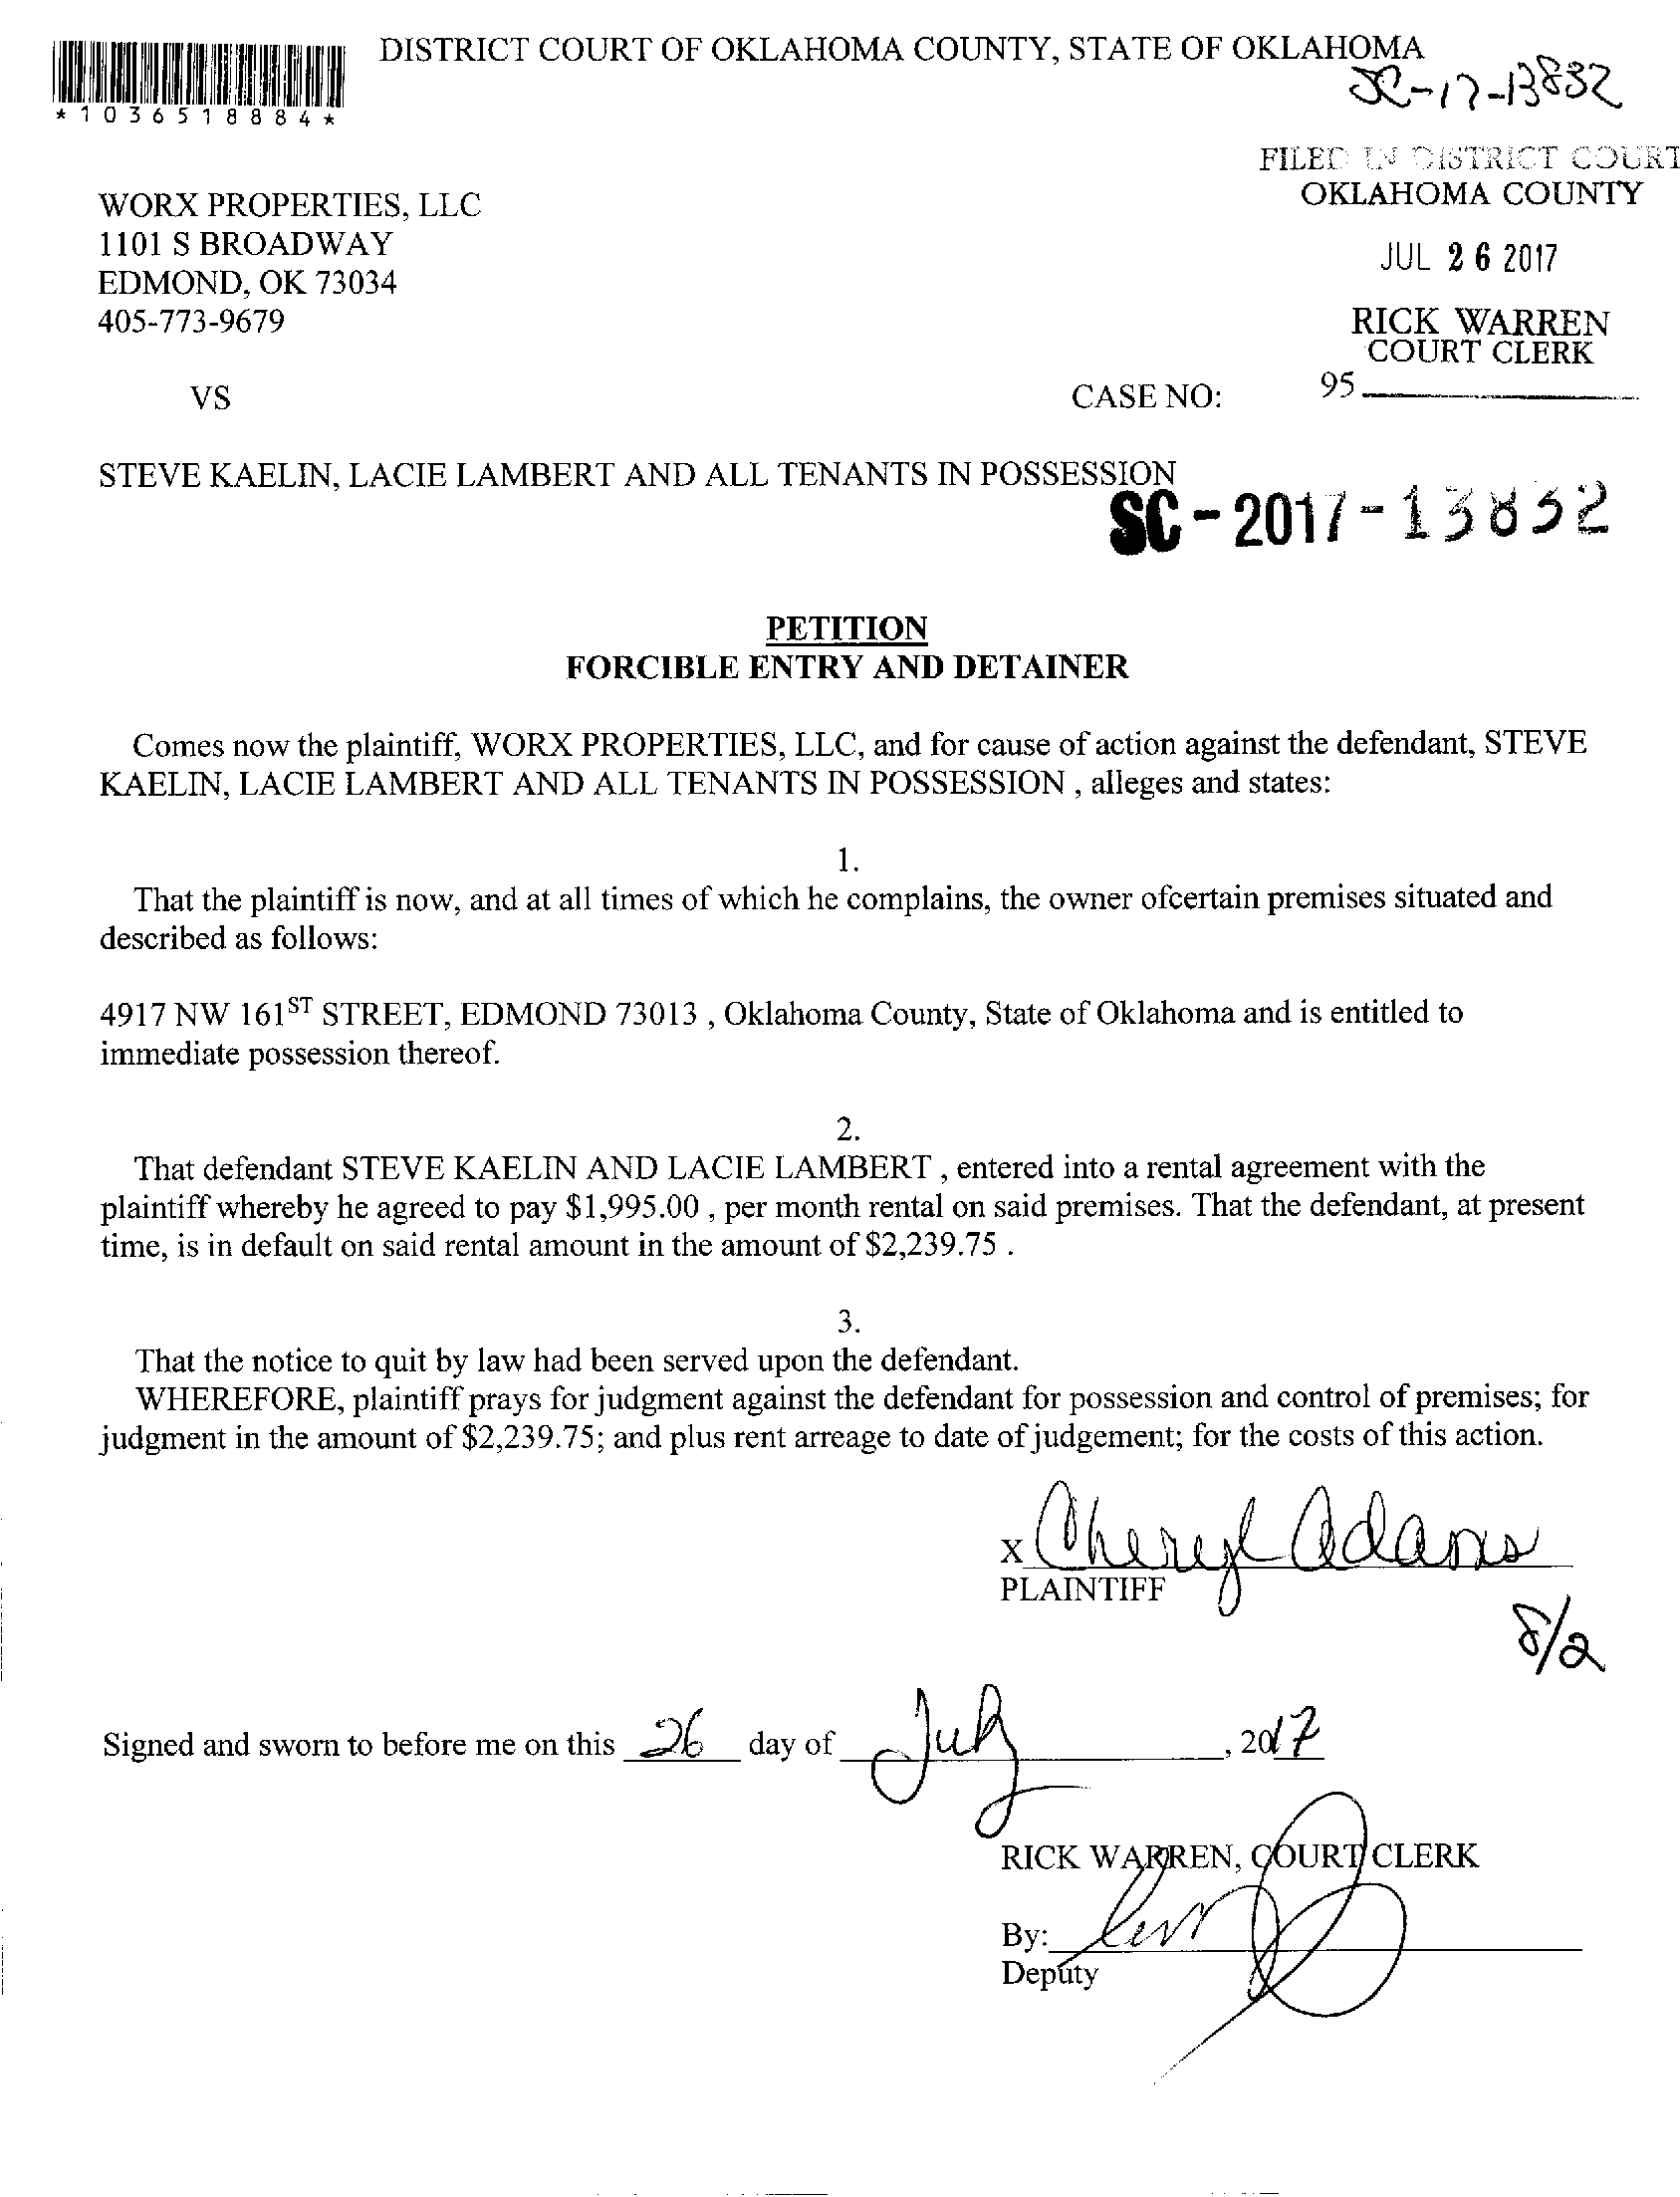 DISTRICT COURT OF OKLAHOMA COUNTY, STATE OF OKLAHOMA
SC-17-13832
*1036518884*
FILED IN DISTRICT COURT
OKLAHOMA COUNTY
WORX PROPERTIES, LLC
1101 S BROADWAY
JUL 26 2017
EDMOND, OK 73034
405-773-9679
RICK WARREN
COURT CLERK
VS
CASE NO:
95
STEVE KAELIN, LACIE LAMBERT AND ALL TENANTS IN POSSESSION
SC-2017-13832
PETITION
FORCIBLE ENTRY AND DETAINER
Comes now the plaintiff, WORX PROPERTIES, LLC, and for cause of action against the defendant, STEVE
KAELIN, LACIE LAMBERT AND ALL TENANTS IN POSSESSION , alleges and states:
1.
That the plaintiff is now, and at all times of which he complains, the owner ofcertain premises situated and
described as follows:
4917 NW 161ST STREET, EDMOND 73013 , Oklahoma County, State of Oklahoma and is entitled to
immediate possession thereof.
2.
That defendant STEVE KAELIN AND LACIE LAMBERT , entered into a rental agreement with the
plaintiff whereby he agreed to pay $1,995.00 , per month rental on said premises. That the defendant, at present
time, is in default on said rental amount in the amount of $2,239.75 .
3.
That the notice to quit by law had been served upon the defendant.
WHEREFORE, plaintiff prays for judgment against the defendant for possession and control of premises; for
judgment in the amount of $2,239.75; and plus rent arreage to date of judgement; for the costs of this action.
x Cheryl Adams
PLAINTIFF
8/2
Signed and sworn to before me on this 26 day of July, 2017
RICK WARREN, COURT CLERK
By:
Deputy